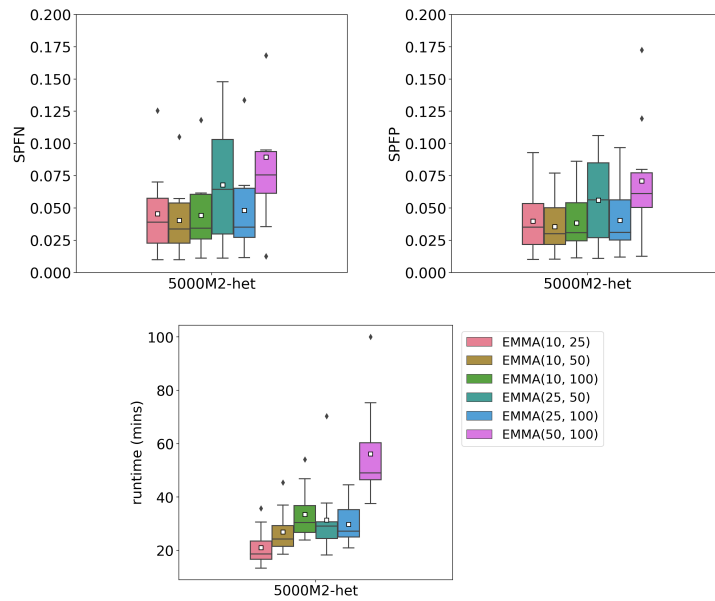 0.200
0.175
0.150
0.125
0.100
0.075
0.050
0.025
0.000
SPFN
5000M2-het
0.200
0.175
0.150
0.125
0.100
0.075
0.050
0.025
0.000
SPFP
5000M2-het
100
80
60
40
20
runtime (mins)
5000M2-het
EMMA(10, 25)
EMMA(10, 50)
EMMA(10, 100)
EMMA(25, 50)
EMMA(25, 100)
EMMA(50, 100)